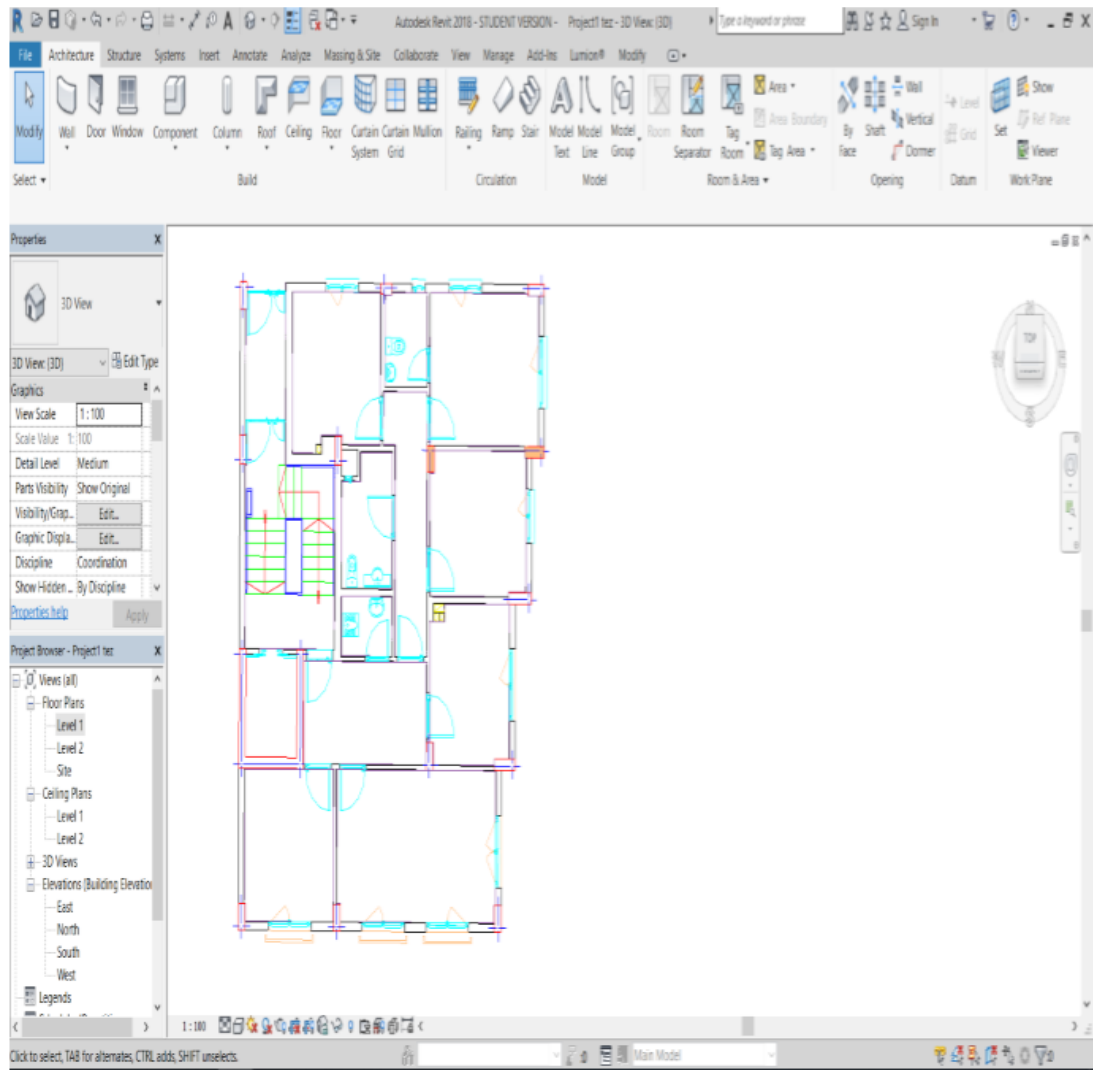 Autodesk Revit 2018 - STUDENT VERSION - Project1 tez - 3D View: {3D}
Type a keyword or phrase
Sign In
File Architecture Structure Systems Insert Annotate Analyze Massing & Site Collaborate View Manage Add-Ins Lumion® Modify
Modify Wall Door Window Component Column Roof Ceiling Floor Curtain System Curtain Grid Mullion Railing Ramp Stair Model Text Model Line Model Group Room Room Separator Tag Room Area Area Boundary Tag Area By Face Shaft Wall Vertical Dormer Level Grid Set Show Ref Plane Viewer
Select Build Circulation Model Room & Area Opening Datum Work Plane
Properties X
3D View
3D View: {3D} Edit Type
Graphics
View Scale 1 : 100
Scale Value 1: 100
Detail Level Medium
Parts Visibility Show Original
Visibility/Grap... Edit...
Graphic Displa... Edit...
Discipline Coordination
Show Hidden ... By Discipline
Properties help Apply
Project Browser - Project1 tez X
Views (all)
Floor Plans
Level 1
Level 2
Site
Ceiling Plans
Level 1
Level 2
3D Views
Elevations (Building Elevation
East
North
South
West
Legends
TOP
1 : 100
Click to select, TAB for alternates, CTRL adds, SHIFT unselects.
:0
Main Model
:0